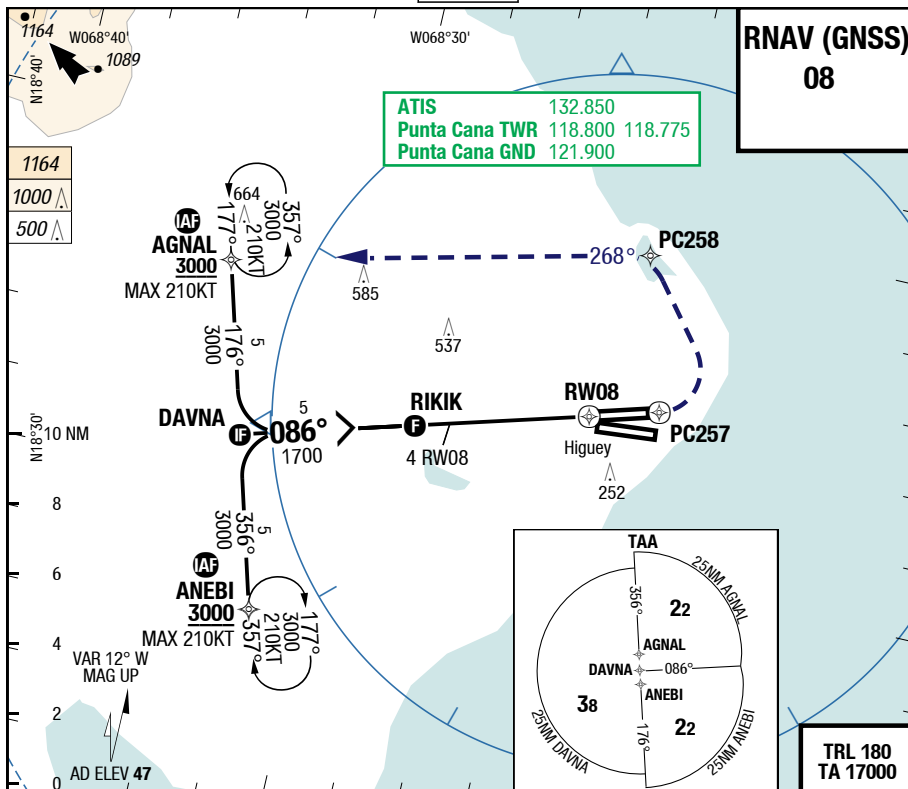 1164
W068°40'
1089
N18°40'
W068°30'
RNAV (GNSS)
08
ATIS 132.850
Punta Cana TWR 118.800 118.775
Punta Cana GND 121.900
1164
1000
500
IAF
AGNAL
3000
MAX 210KT
177°
664
210KT
3000
357°
268°
PC258
585
537
176°
3000
5
DAVNA
IF
086°
5
1700
RIKIK
F
4 RW08
RW08
PC257
Higuey
252
N18°30'
10 NM
8
6
4
2
0
356°
3000
5
IAF
ANEBI
3000
MAX 210KT
357°
210KT
3000
177°
VAR 12° W
MAG UP
AD ELEV 47
TAA
25NM AGNAL
356°
22
AGNAL
DAVNA
086°
ANEBI
38
22
176°
25NM DAVNA
25NM ANEBI
TRL 180
TA 17000